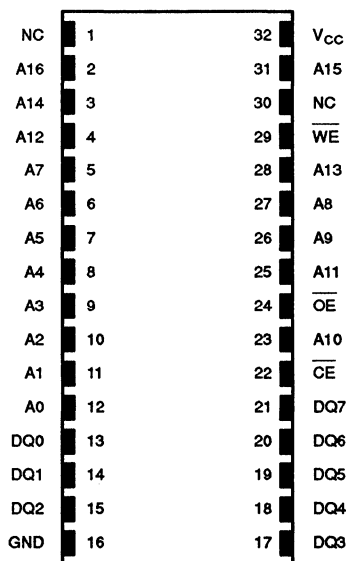 NC 1 32 VCC
A16 2 31 A15
A14 3 30 NC
A12 4 29 W̅E̅
A7 5 28 A13
A6 6 27 A8
A5 7 26 A9
A4 8 25 A11
A3 9 24 O̅E̅
A2 10 23 A10
A1 11 22 C̅E̅
A0 12 21 DQ7
DQ0 13 20 DQ6
DQ1 14 19 DQ5
DQ2 15 18 DQ4
GND 16 17 DQ3